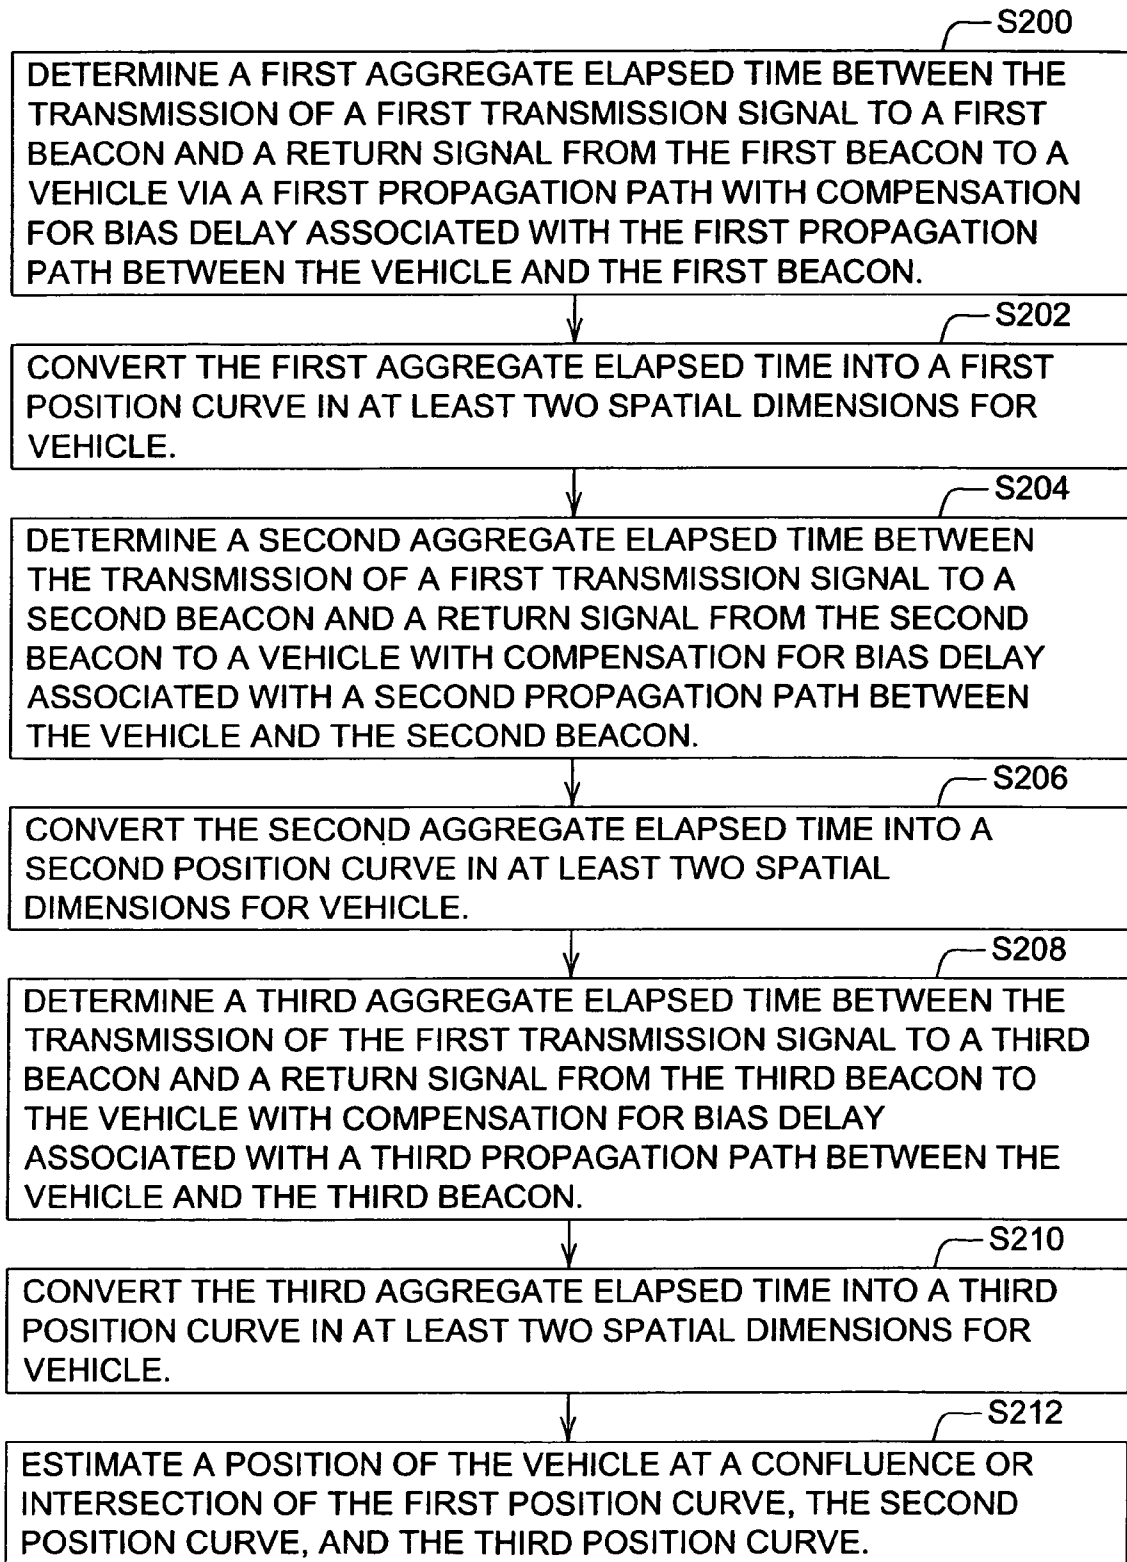 S200
DETERMINE A FIRST AGGREGATE ELAPSED TIME BETWEEN THE
TRANSMISSION OF A FIRST TRANSMISSION SIGNAL TO A FIRST
BEACON AND A RETURN SIGNAL FROM THE FIRST BEACON TO A
VEHICLE VIA A FIRST PROPAGATION PATH WITH COMPENSATION
FOR BIAS DELAY ASSOCIATED WITH THE FIRST PROPAGATION
PATH BETWEEN THE VEHICLE AND THE FIRST BEACON.
S202
CONVERT THE FIRST AGGREGATE ELAPSED TIME INTO A FIRST
POSITION CURVE IN AT LEAST TWO SPATIAL DIMENSIONS FOR
VEHICLE.
S204
DETERMINE A SECOND AGGREGATE ELAPSED TIME BETWEEN
THE TRANSMISSION OF A FIRST TRANSMISSION SIGNAL TO A
SECOND BEACON AND A RETURN SIGNAL FROM THE SECOND
BEACON TO A VEHICLE WITH COMPENSATION FOR BIAS DELAY
ASSOCIATED WITH A SECOND PROPAGATION PATH BETWEEN
THE VEHICLE AND THE SECOND BEACON.
S206
CONVERT THE SECOND AGGREGATE ELAPSED TIME INTO A
SECOND POSITION CURVE IN AT LEAST TWO SPATIAL
DIMENSIONS FOR VEHICLE.
S208
DETERMINE A THIRD AGGREGATE ELAPSED TIME BETWEEN THE
TRANSMISSION OF THE FIRST TRANSMISSION SIGNAL TO A THIRD
BEACON AND A RETURN SIGNAL FROM THE THIRD BEACON TO
THE VEHICLE WITH COMPENSATION FOR BIAS DELAY
ASSOCIATED WITH A THIRD PROPAGATION PATH BETWEEN THE
VEHICLE AND THE THIRD BEACON.
S210
CONVERT THE THIRD AGGREGATE ELAPSED TIME INTO A THIRD
POSITION CURVE IN AT LEAST TWO SPATIAL DIMENSIONS FOR
VEHICLE.
S212
ESTIMATE A POSITION OF THE VEHICLE AT A CONFLUENCE OR
INTERSECTION OF THE FIRST POSITION CURVE, THE SECOND
POSITION CURVE, AND THE THIRD POSITION CURVE.